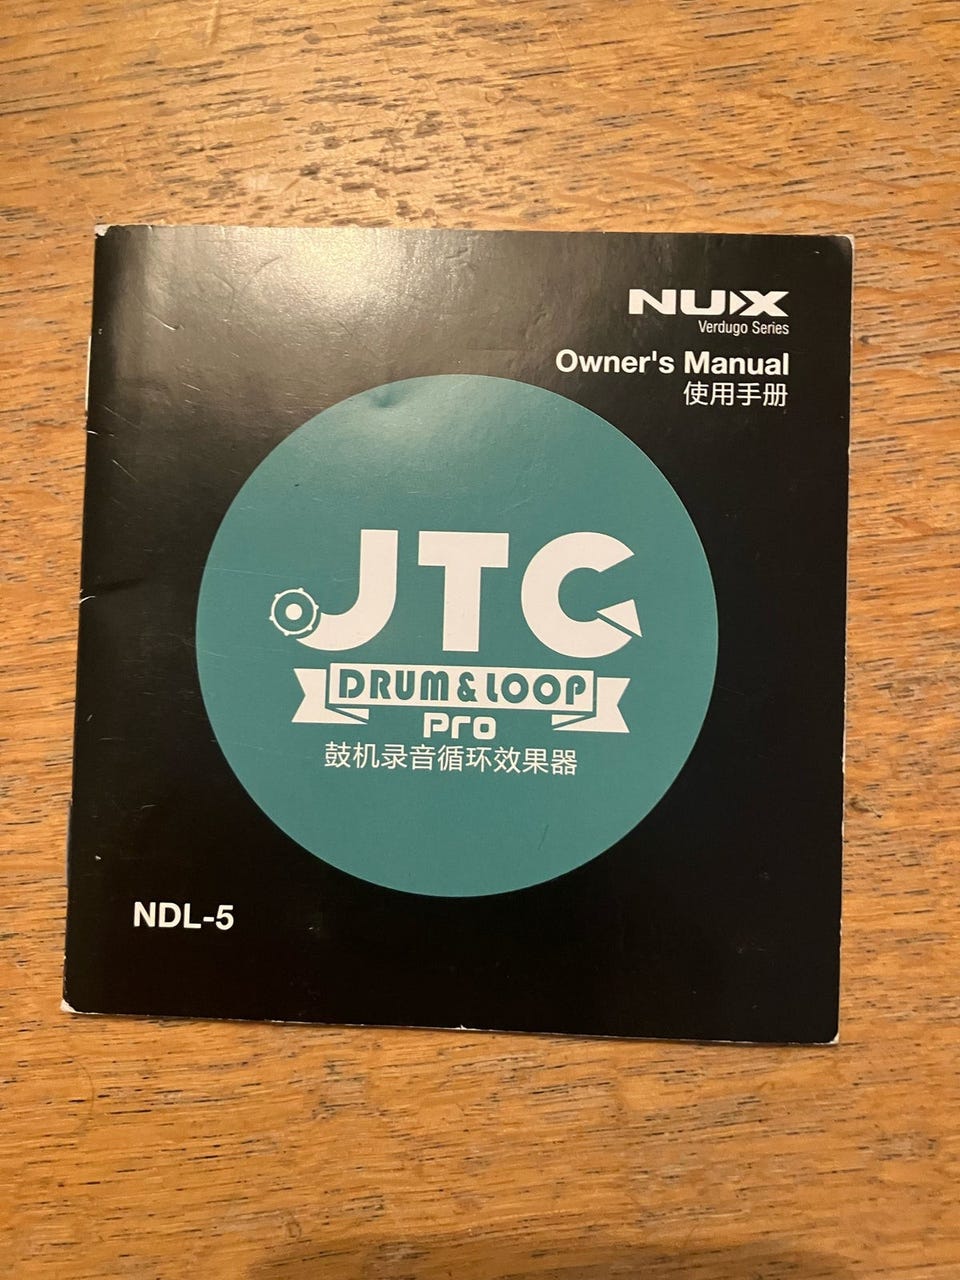 NUX
Verdugo Series
Owner's Manual
使用手册
JTC
DRUM & LOOP
Pro
鼓机录音循环效果器
NDL-5